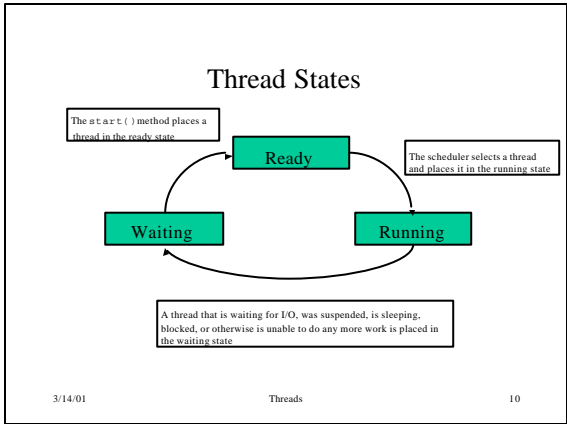 Thread States
The start() method places a
thread in the ready state
Ready
The scheduler selects a thread
and places it in the running state
Waiting
Running
A thread that is waiting for I/O, was suspended, is sleeping,
blocked, or otherwise is unable to do any more work is placed in
the waiting state
3/14/01
Threads
10